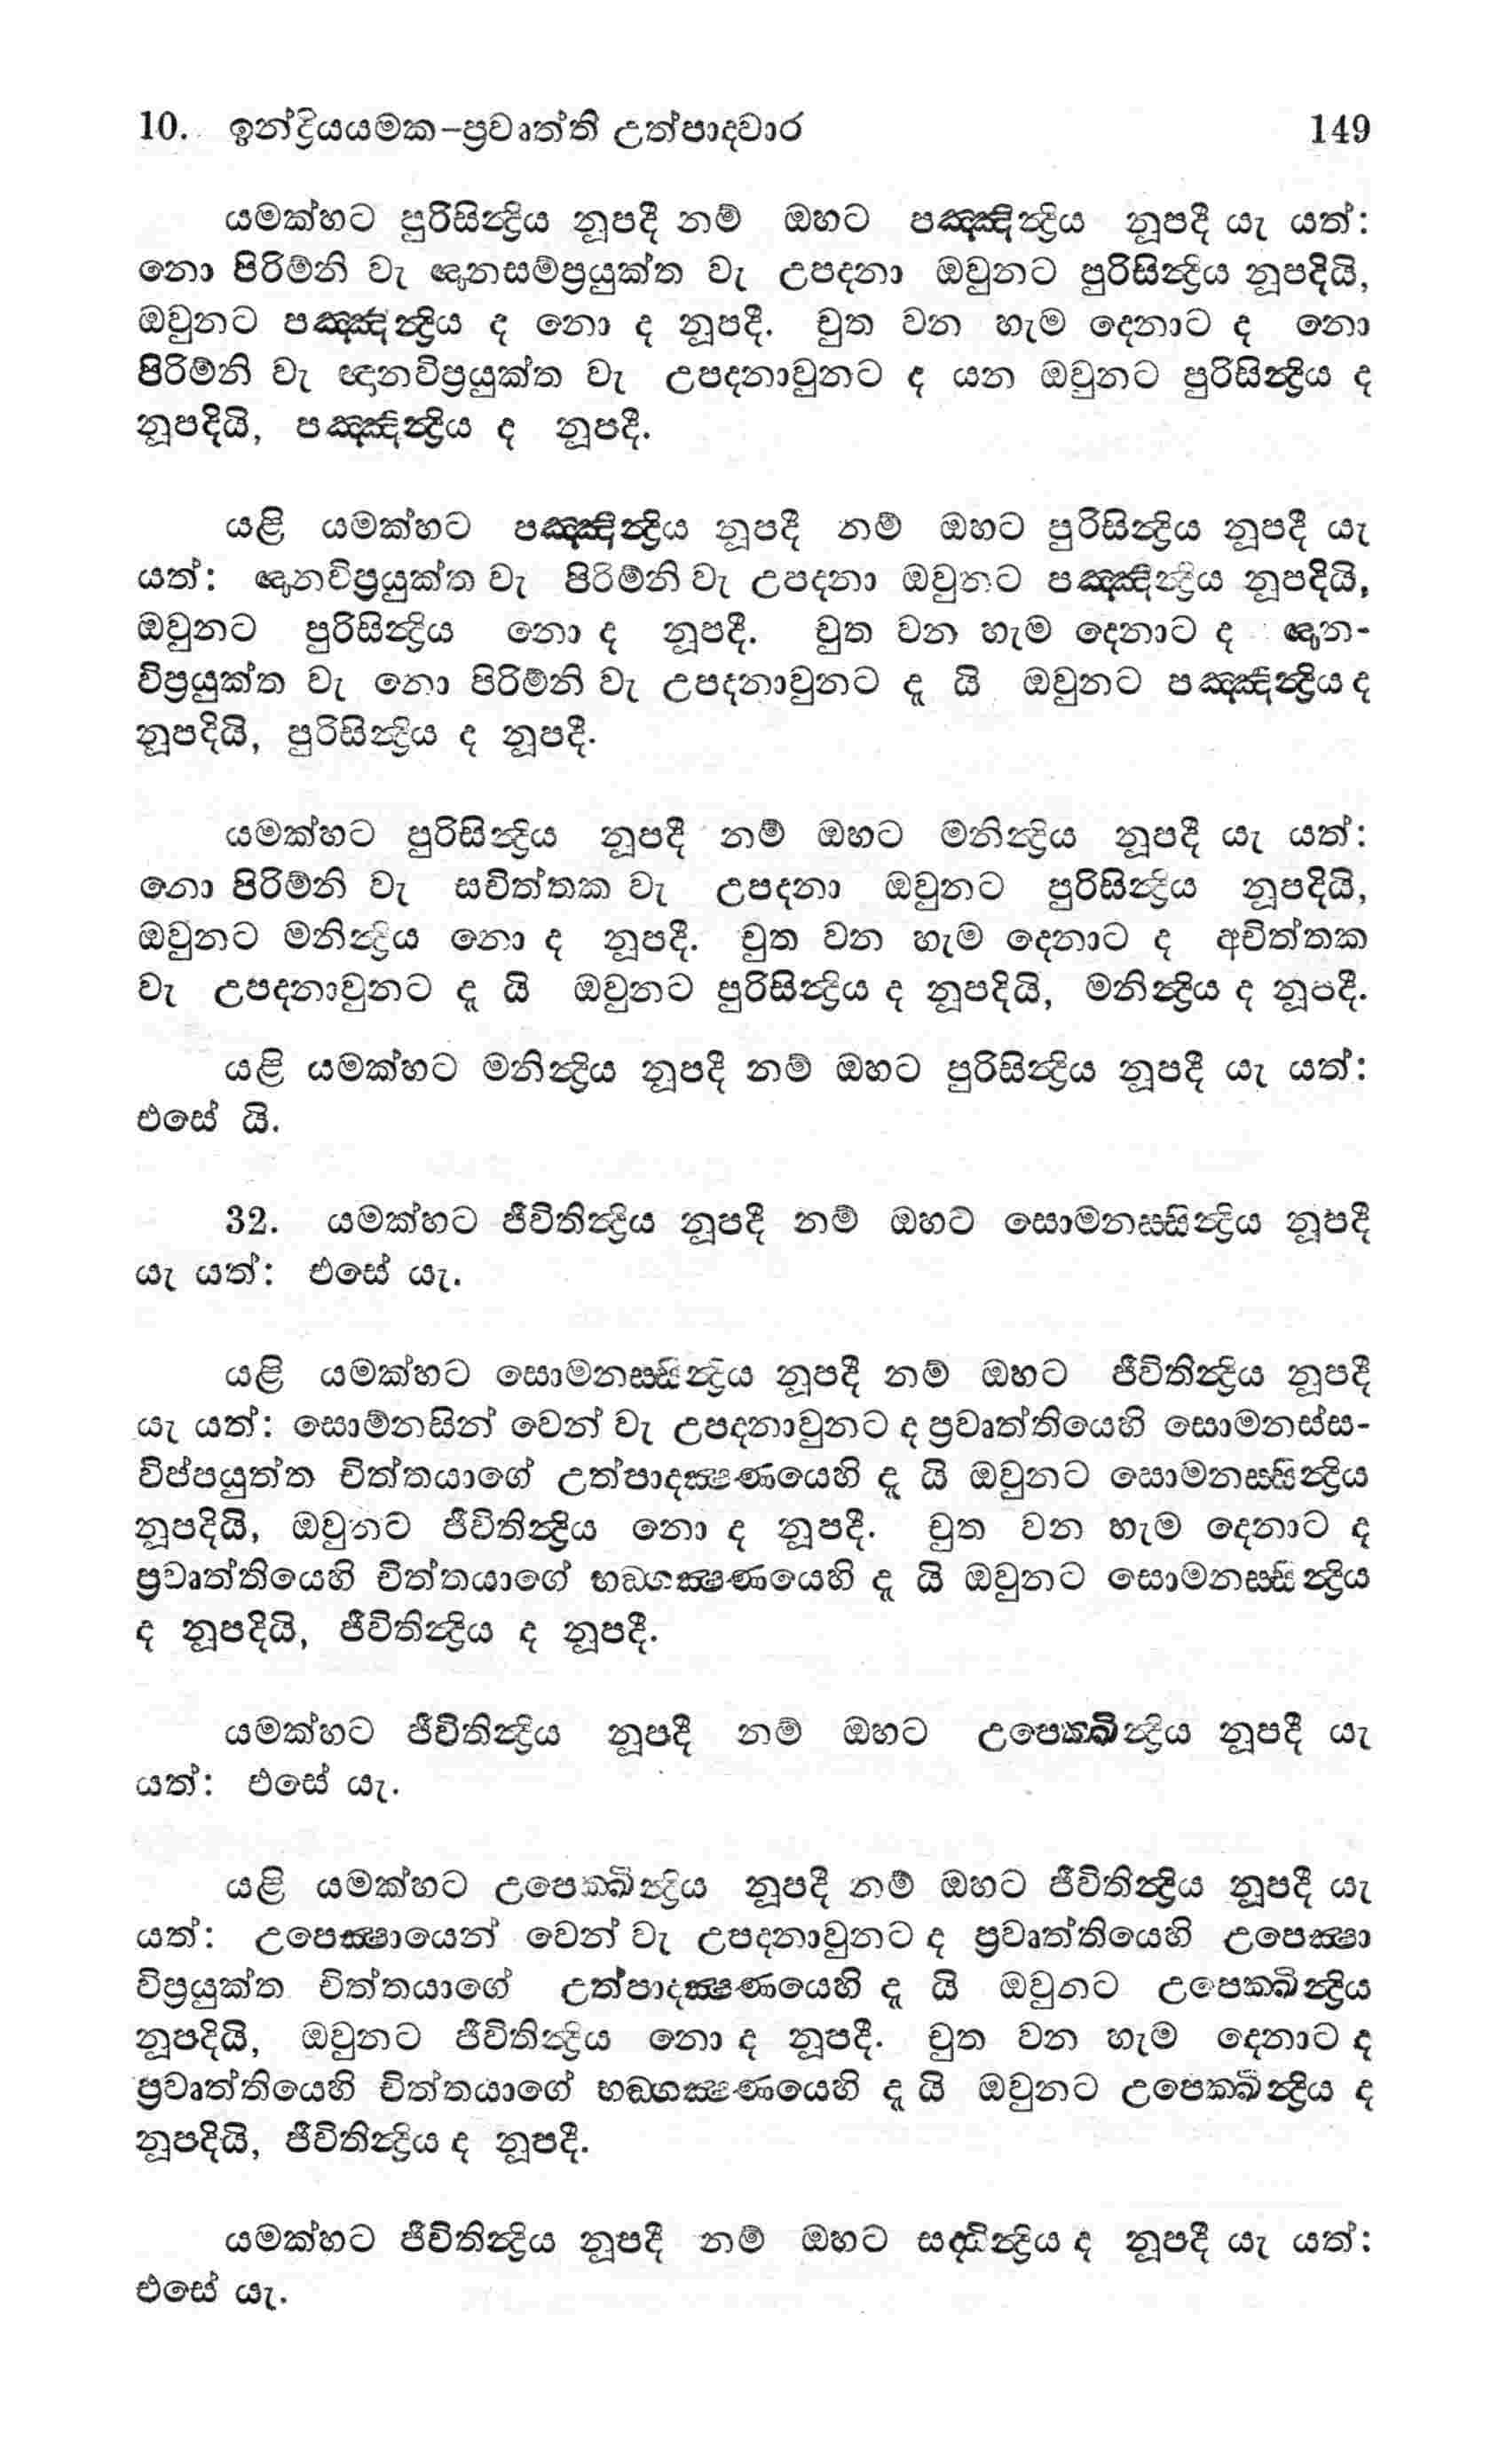 10. ඉන්ද්‍රියයමක-ප්‍රවෘත්ති උත්පාදවාර 149
යමක්හට පුරිසින්‍ද්‍රිය නූපදී නම් ඔහට පඤ්ඤින්‍ද්‍රිය නූපදී යැ යත්:
නො පිරිම්නි වැ ඥානසම්ප්‍රයුක්ත වැ උපදනා ඔවුනට පුරිසින්‍ද්‍රිය නූපදියි,
ඔවුනට පඤ්ඤින්‍ද්‍රිය ද නො ද නූපදී. චුත වන හැම දෙනාට ද නො
පිරිම්නි වැ ඥානවිප්‍රයුක්ත වැ උපදනාවුනට ද යන ඔවුනට පුරිසින්‍ද්‍රිය ද
නූපදියි, පඤ්ඤින්‍ද්‍රිය ද නූපදී.
යළි යමක්හට පඤ්ඤින්‍ද්‍රිය නූපදී නම් ඔහට පුරිසින්‍ද්‍රිය නූපදී යැ
යත්: ඥානවිප්‍රයුක්ත වැ පිරිම්නි වැ උපදනා ඔවුනට පඤ්ඤින්‍ද්‍රිය නූපදියි,
ඔවුනට පුරිසින්‍ද්‍රිය නො ද නූපදී. චුත වන හැම දෙනාට ද ඥාන-
විප්‍රයුක්ත වැ නො පිරිම්නි වැ උපදනාවුනට දැ යි ඔවුනට පඤ්ඤින්‍ද්‍රිය ද
නූපදියි, පුරිසින්‍ද්‍රිය ද නූපදී.
යමක්හට පුරිසින්‍ද්‍රිය නූපදී නම් ඔහට මනින්‍ද්‍රිය නූපදී යැ යත්:
නො පිරිම්නි වැ සචිත්තක වැ උපදනා ඔවුනට පුරිසින්‍ද්‍රිය නූපදියි,
ඔවුනට මනින්‍ද්‍රිය නො ද නූපදී. චුත වන හැම දෙනාට ද අචිත්තක
වැ උපදනාවුනට දැ යි ඔවුනට පුරිසින්‍ද්‍රිය ද නූපදියි, මනින්‍ද්‍රිය ද නූපදී.
යළි යමක්හට මනින්‍ද්‍රිය නූපදී නම් ඔහට පුරිසින්‍ද්‍රිය නූපදී යැ යත්:
එසේ යි.
32. යමක්හට ජීවිතින්‍ද්‍රිය නූපදී නම් ඔහට සොමනස්සින්‍ද්‍රිය නූපදී
යැ යත්: එසේ යැ.
යළි යමක්හට සොමනස්සින්‍ද්‍රිය නූපදී නම් ඔහට ජීවිතින්‍ද්‍රිය නූපදී
යැ යත්: සොම්නසින් වෙන් වැ උපදනාවුනට ද ප්‍රවෘත්තියෙහි සොමනස්ස-
විප්පයුත්ත චිත්තයාගේ උත්පාදක්‍ෂණයෙහි දැ යි ඔවුනට සොමනස්සින්‍ද්‍රිය
නූපදියි, ඔවුනට ජීවිතින්‍ද්‍රිය නො ද නූපදී. චුත වන හැම දෙනාට ද
ප්‍රවෘත්තියෙහි චිත්තයාගේ භඞ්ගක්‍ෂණයෙහි දැ යි ඔවුනට සොමනස්සින්‍ද්‍රිය
ද නූපදියි, ජීවිතින්‍ද්‍රිය ද නූපදී.
යමක්හට ජීවිතින්‍ද්‍රිය නූපදී නම් ඔහට උපෙක්ඛින්‍ද්‍රිය නූපදී යැ
යත්: එසේ යැ.
යළි යමක්හට උපෙක්ඛින්‍ද්‍රිය නූපදී නම් ඔහට ජීවිතින්‍ද්‍රිය නූපදී යැ
යත්: උපෙක්‍ෂායෙන් වෙන් වැ උපදනාවුනට ද ප්‍රවෘත්තියෙහි උපෙක්‍ෂා
විප්‍රයුක්ත චිත්තයාගේ උත්පාදක්‍ෂණයෙහි දැ යි ඔවුනට උපෙක්ඛින්‍ද්‍රිය
නූපදියි, ඔවුනට ජීවිතින්‍ද්‍රිය නො ද නූපදී. චුත වන හැම දෙනාට ද
ප්‍රවෘත්තියෙහි චිත්තයාගේ භඞ්ගක්‍ෂණයෙහි දැ යි ඔවුනට උපෙක්ඛින්‍ද්‍රිය ද
නූපදියි, ජීවිතින්‍ද්‍රිය ද නූපදී.
යමක්හට ජීවිතින්‍ද්‍රිය නූපදී නම් ඔහට සද්ධින්‍ද්‍රිය ද නූපදී යැ යත්:
එසේ යැ.